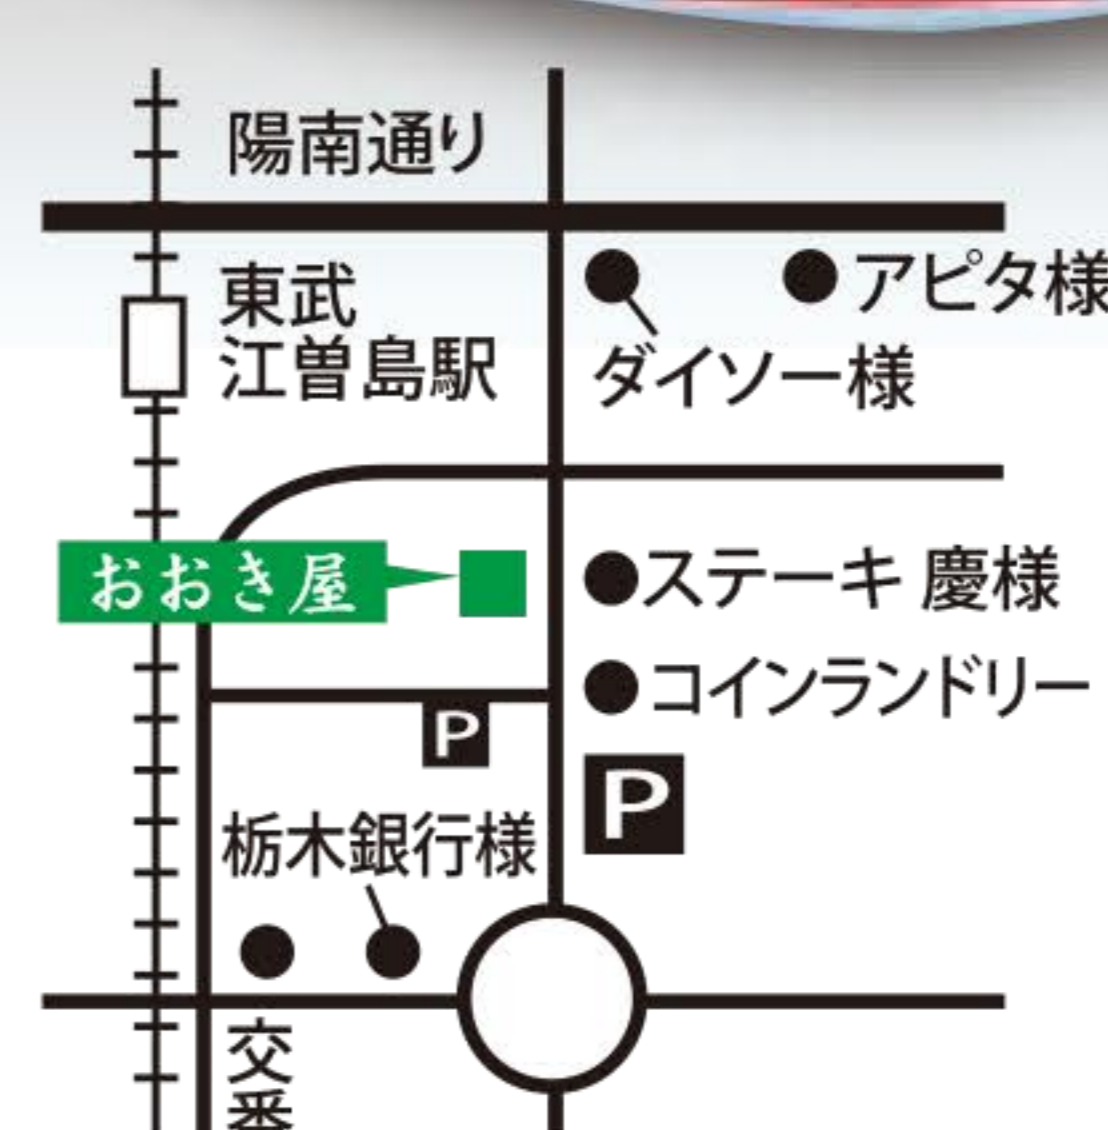 陽南通り
東武
江曽島駅
アピタ様
ダイソー様
おおき屋
ステーキ 慶様
コインランドリー
P
P
栃木銀行様
交番